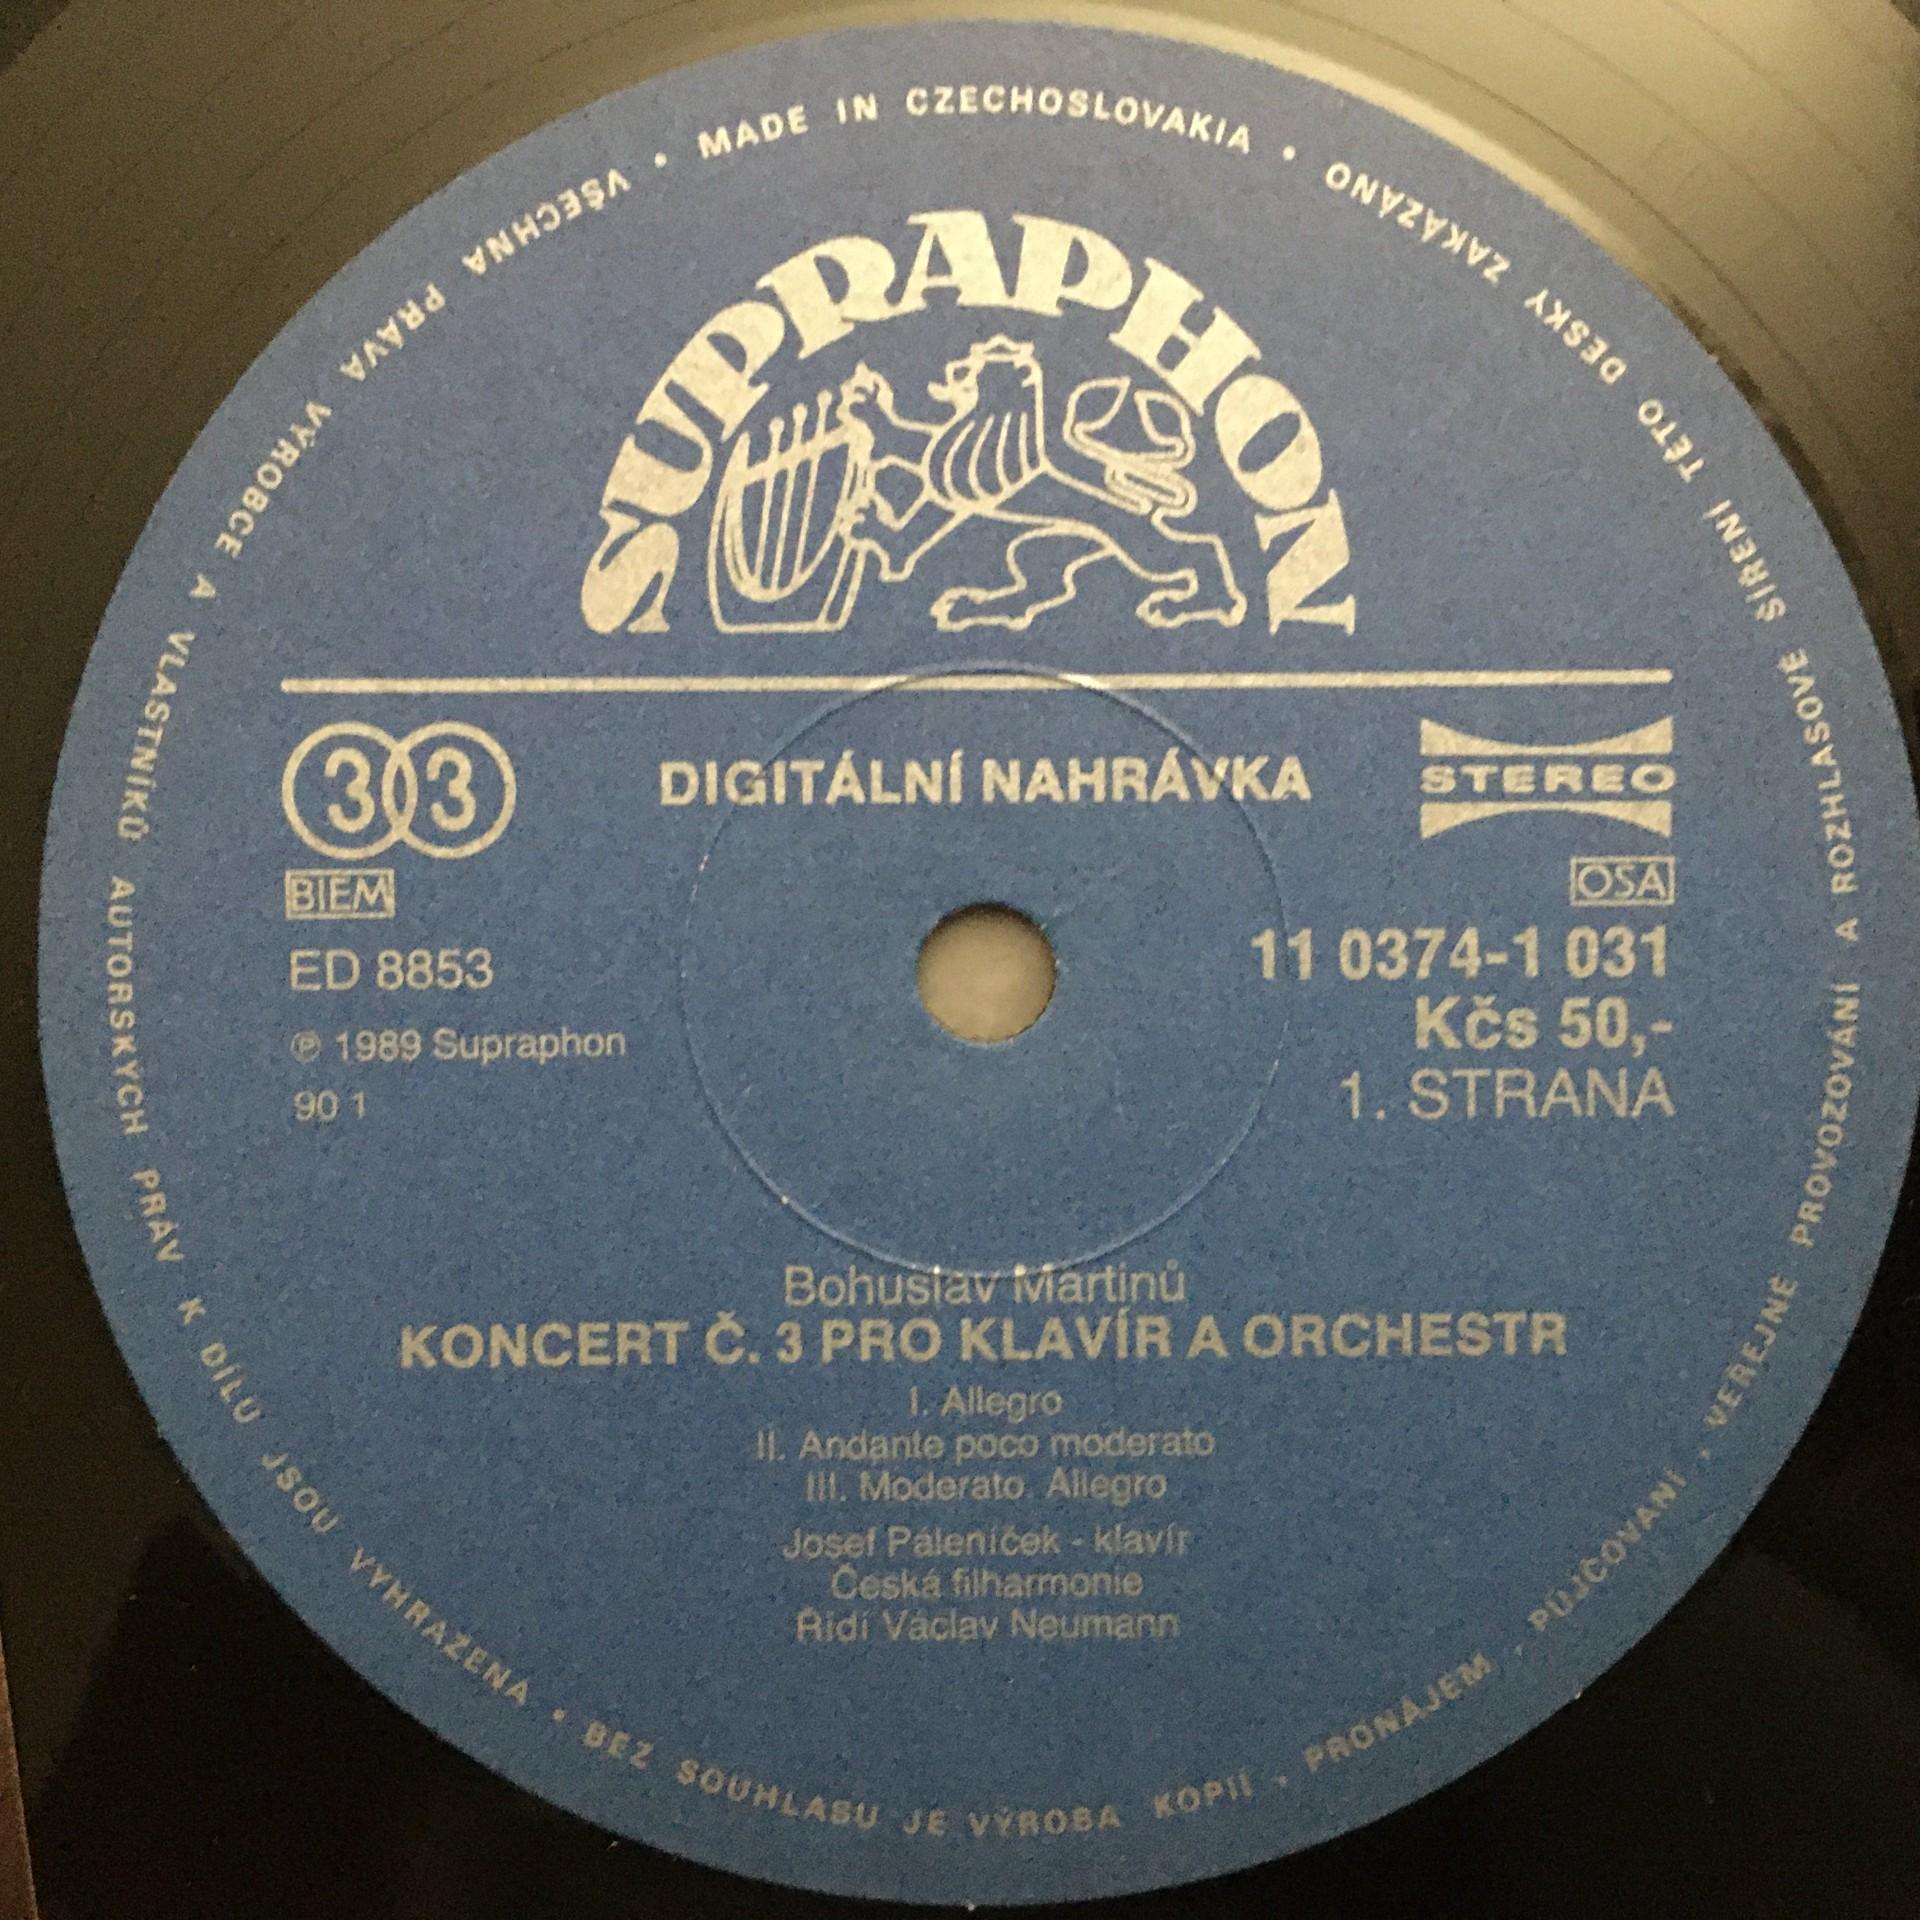 MADE IN CZECHOSLOVAKIA •
VŠECHNA PRÁVA VÝROBCE A VLASTNÍKŮ AUTORSKÝCH PRÁV K DÍLU JSOU VYHRAZENA • BEZ SOUHLASU JE VÝROBA KOPIÍ , PRONÁJEM , PŮJČOVÁNÍ , VEŘEJNÉ PROVOZOVÁNÍ A ROZHLASOVÉ ŠÍŘENÍ TÉTO DESKY ZAKÁZÁNO •
SUPRAPHON
33
DIGITÁLNÍ NAHRÁVKA
STEREO
BIEM
OSA
ED 8853
11 0374-1 031
Ⓟ 1989 Supraphon
Kčs 50,-
90 1
1. STRANA
Bohuslav Martinů
KONCERT Č. 3 PRO KLAVÍR A ORCHESTR
I. Allegro
II. Andante poco moderato
III. Moderato. Allegro
Josef Páleníček - klavír
Česká filharmonie
Řídí Václav Neumann